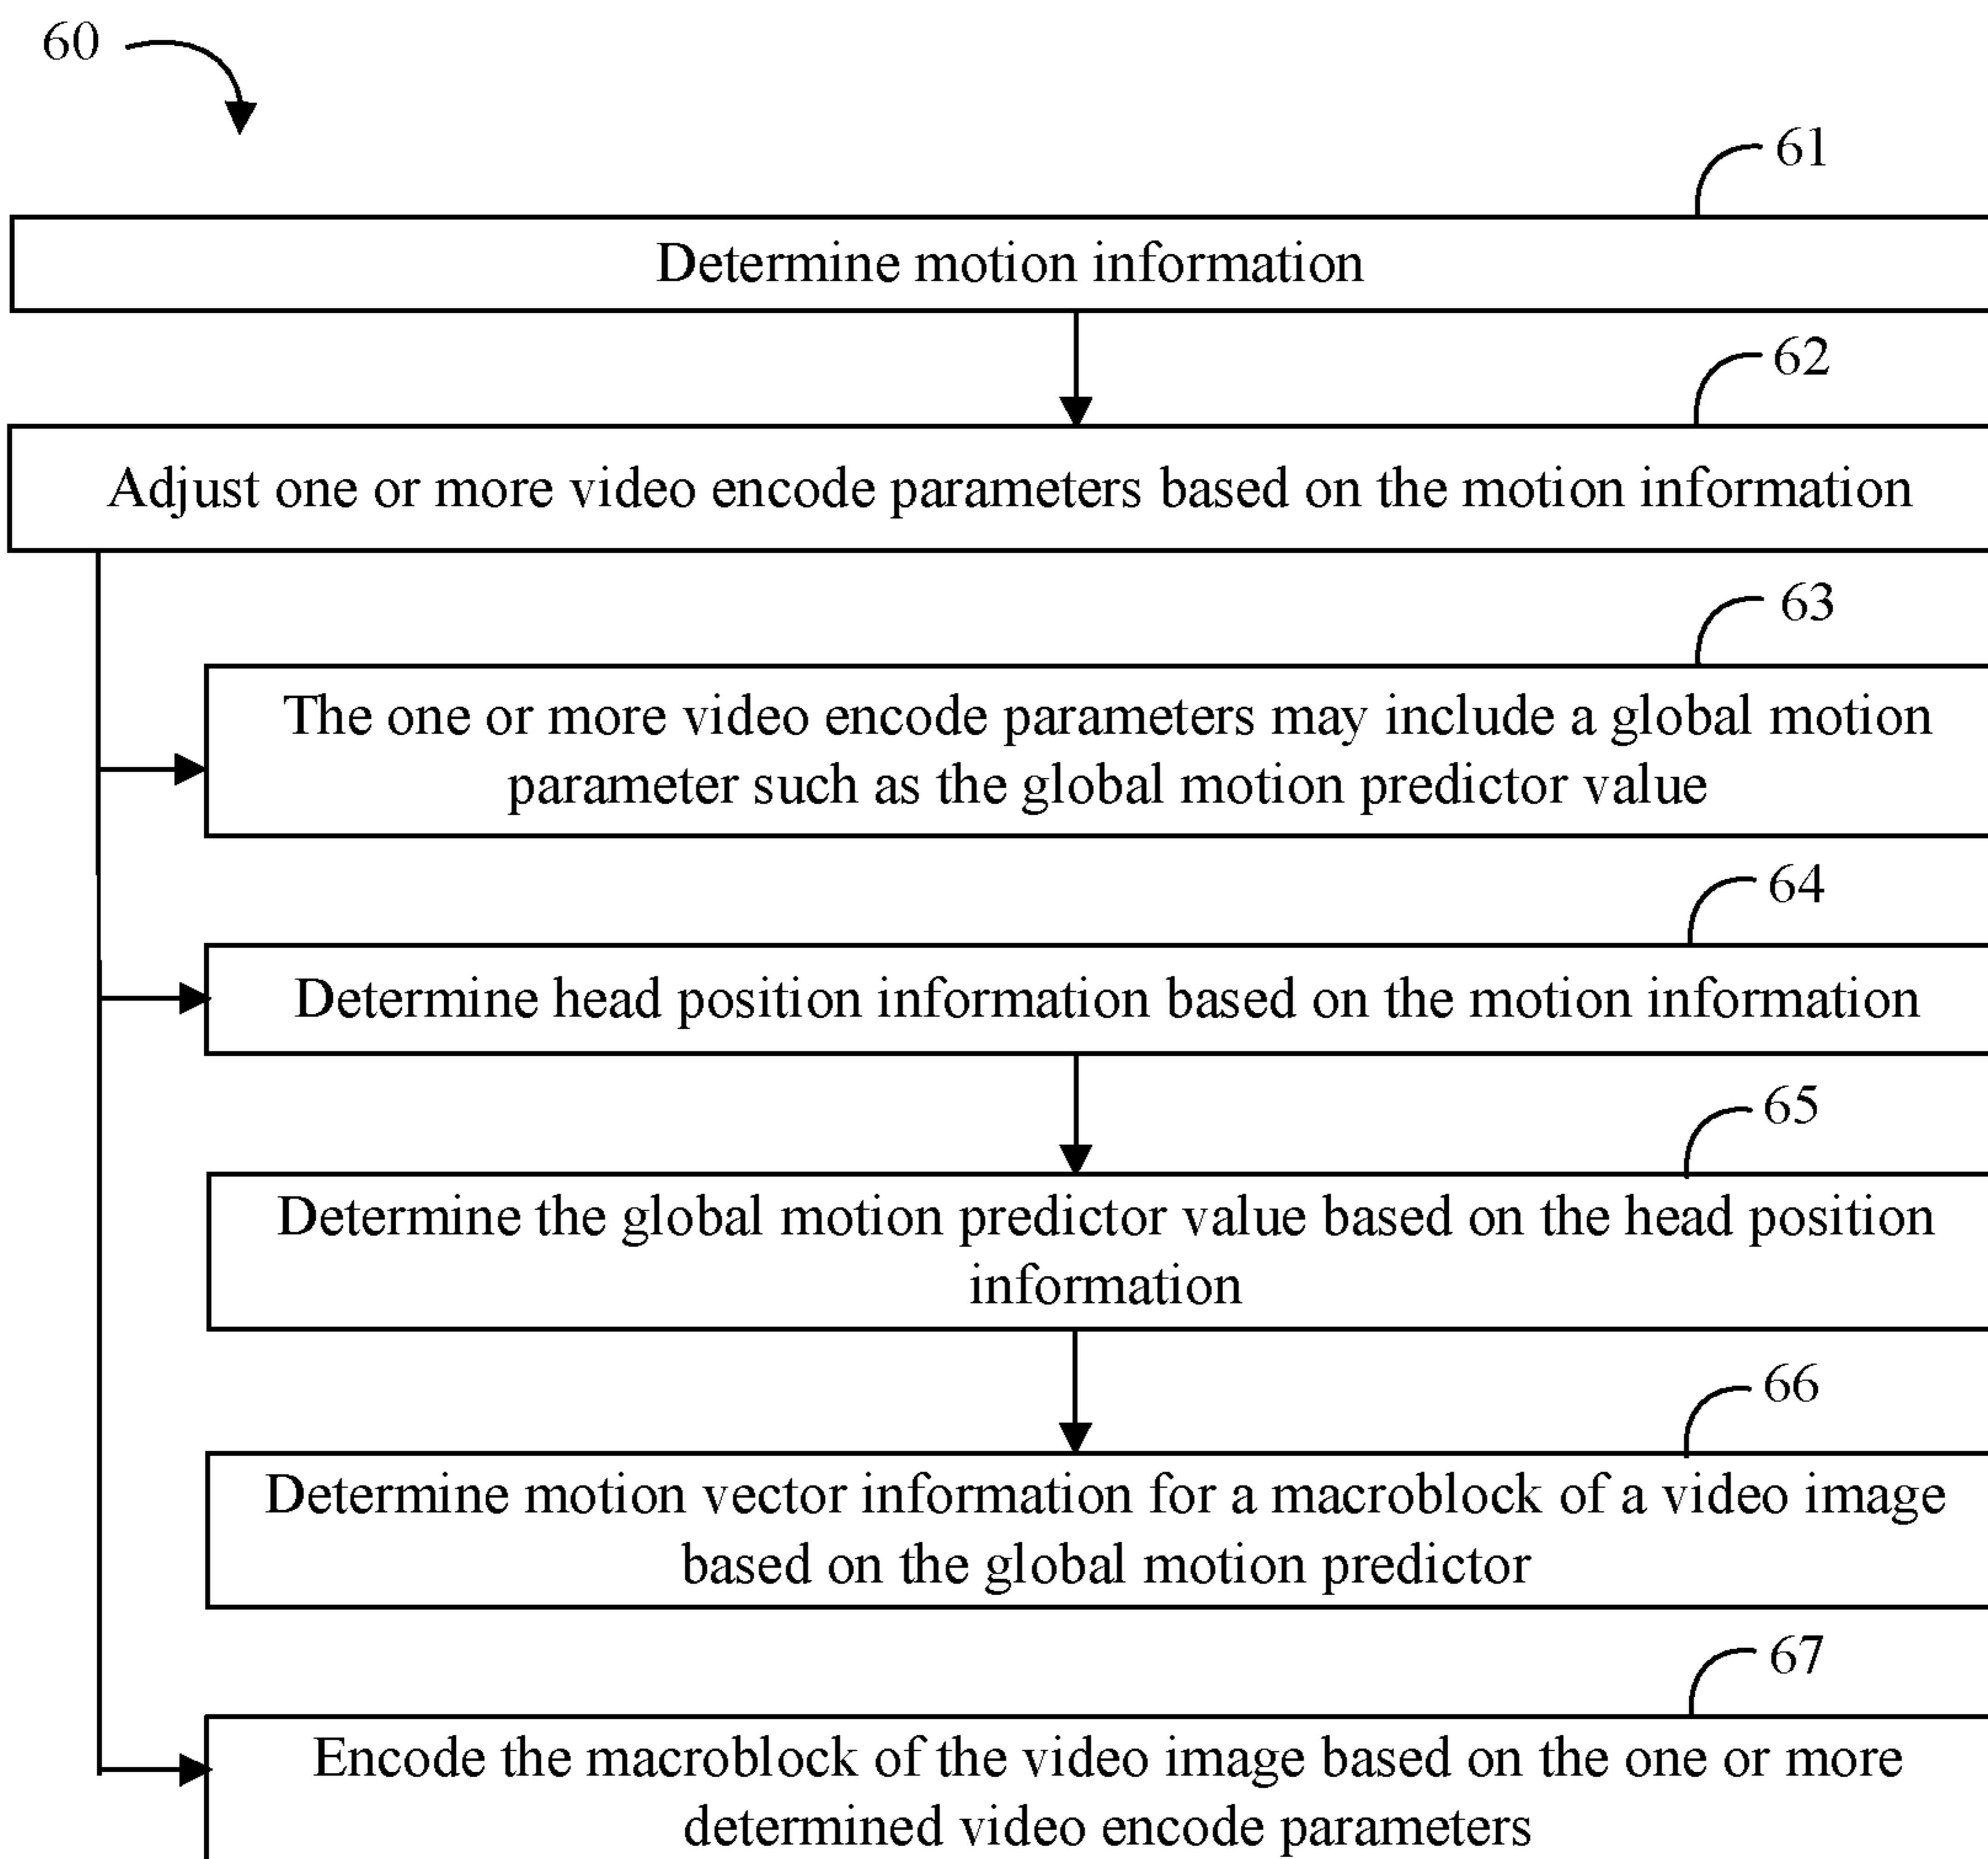 60
61
Determine motion information
62
Adjust one or more video encode parameters based on the motion information
63
The one or more video encode parameters may include a global motion
parameter such as the global motion predictor value
64
Determine head position information based on the motion information
65
Determine the global motion predictor value based on the head position
information
66
Determine motion vector information for a macroblock of a video image
based on the global motion predictor
67
Encode the macroblock of the video image based on the one or more
determined video encode parameters